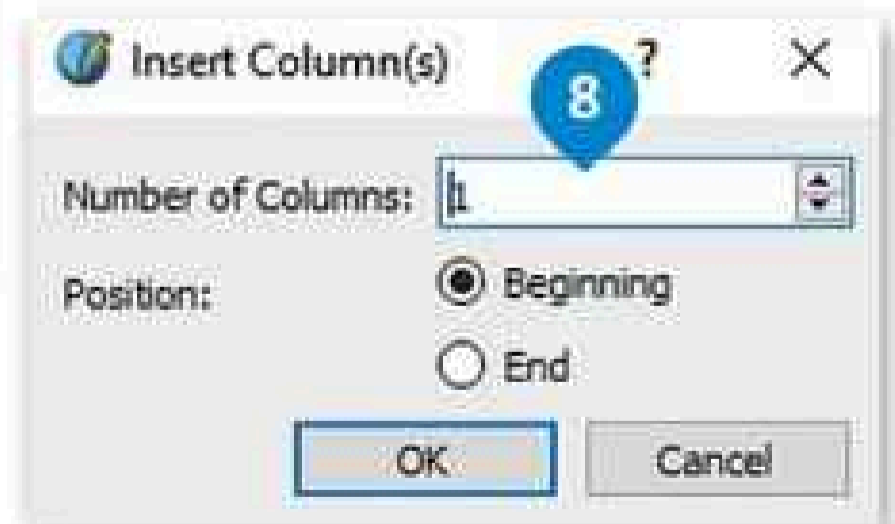 Insert Column(s) ? X
8
Number of Columns: 1
Position: Beginning
End
OK Cancel